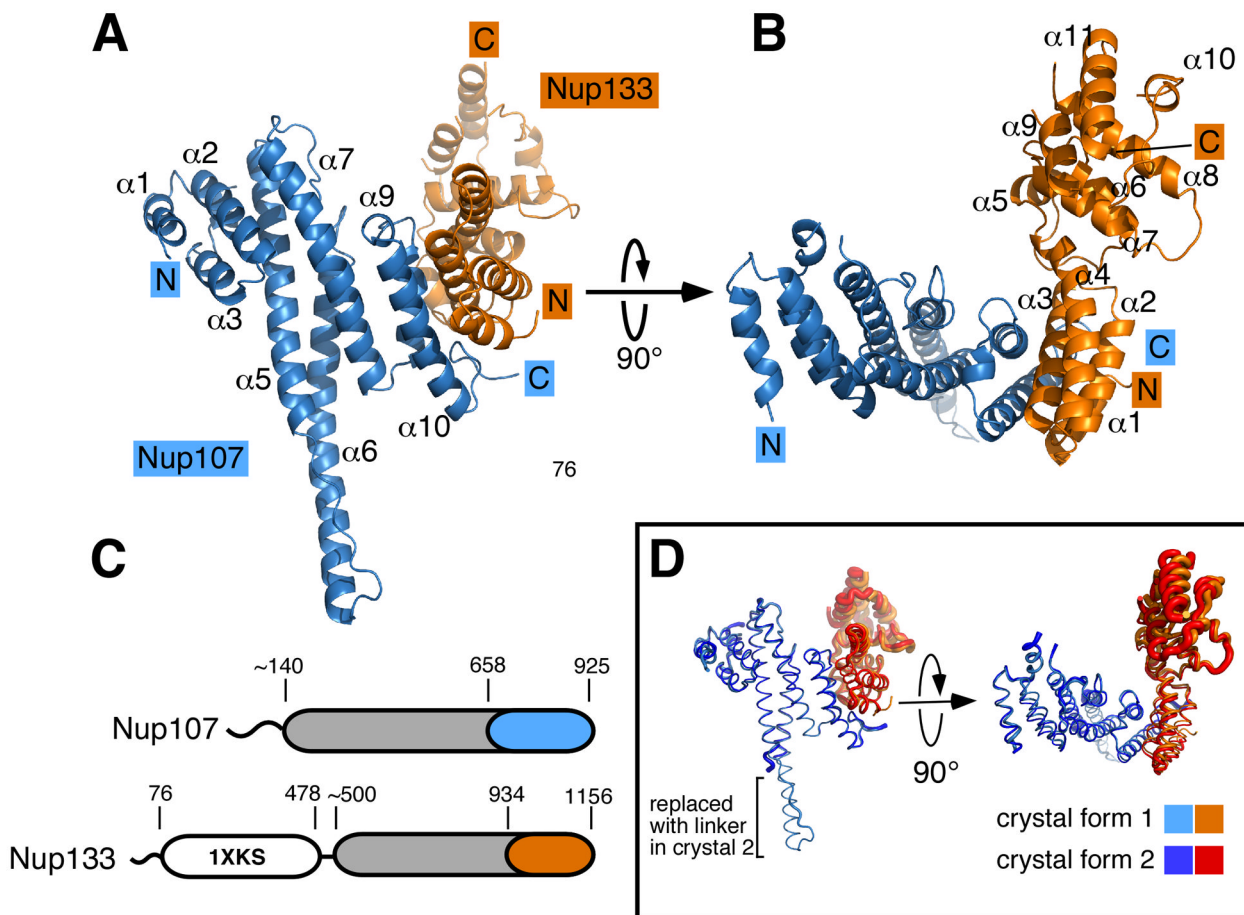 A
C
Nup133
α1
α2
α7
α9
N
α3
N
α5
C
α10
α6
Nup107
76
90°
B
α11
α10
α9
C
α6
α8
α5
α7
α4
α3
α2
C
N
α1
N
C
~140
658
925
Nup107
76
478
~500
934
1156
Nup133
1XKS
D
90°
replaced
with linker
in crystal 2
crystal form 1
crystal form 2